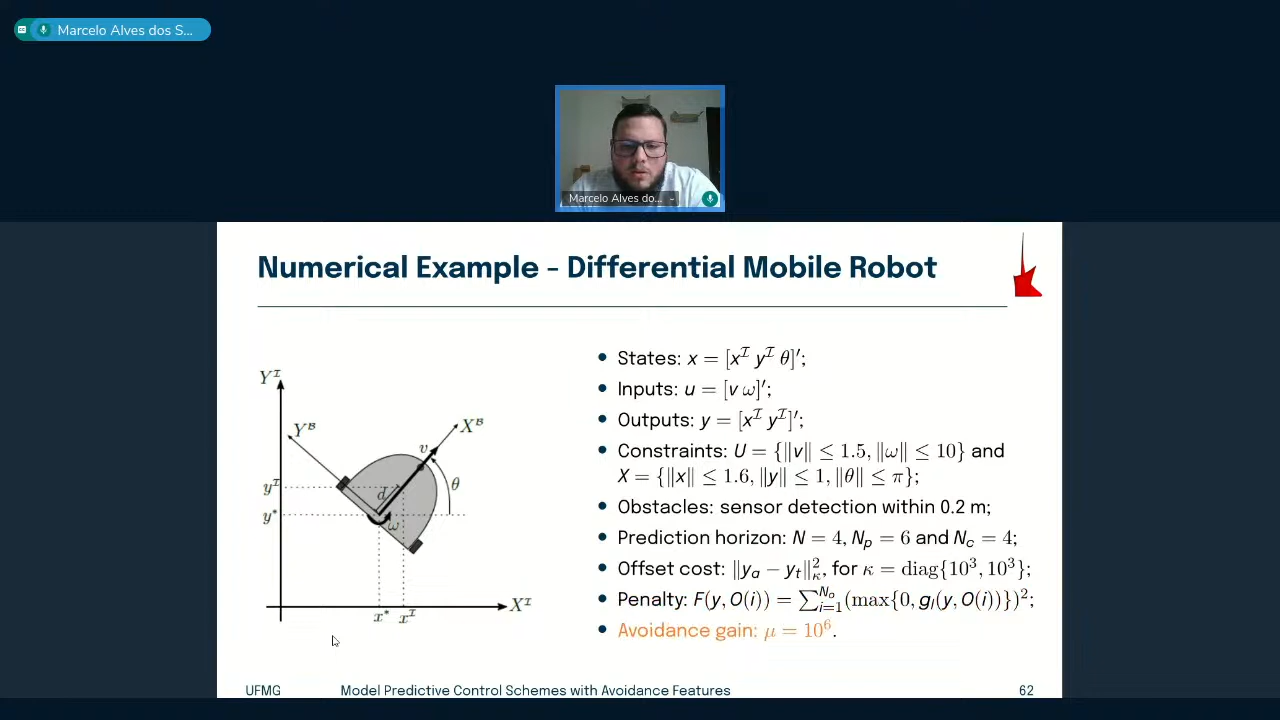 Marcelo Alves dos S...
Marcelo Alves do...
Numerical Example - Differential Mobile Robot
States: x = [x^ℐ y^ℐ θ]′;
Inputs: u = [v ω]′;
Outputs: y = [x^ℐ y^ℐ]′;
Constraints: U = {‖v‖ ≤ 1.5, ‖ω‖ ≤ 10} and
X = {‖x‖ ≤ 1.6, ‖y‖ ≤ 1, ‖θ‖ ≤ π};
Obstacles: sensor detection within 0.2 m;
Prediction horizon: N = 4, N_p = 6 and N_c = 4;
Offset cost: ‖y_a − y_t‖²_κ, for κ = diag{10³, 10³};
Penalty: F(y, O(i)) = ∑_{i=1}^{N_o} (max{0, g_i(y, O(i))})²;
Avoidance gain: μ = 10⁶.
Y^ℐ
Y^ℬ
X^ℬ
v
θ
d
y^ℐ
y*
ω
X^ℐ
x* x^ℐ
UFMG Model Predictive Control Schemes with Avoidance Features 62